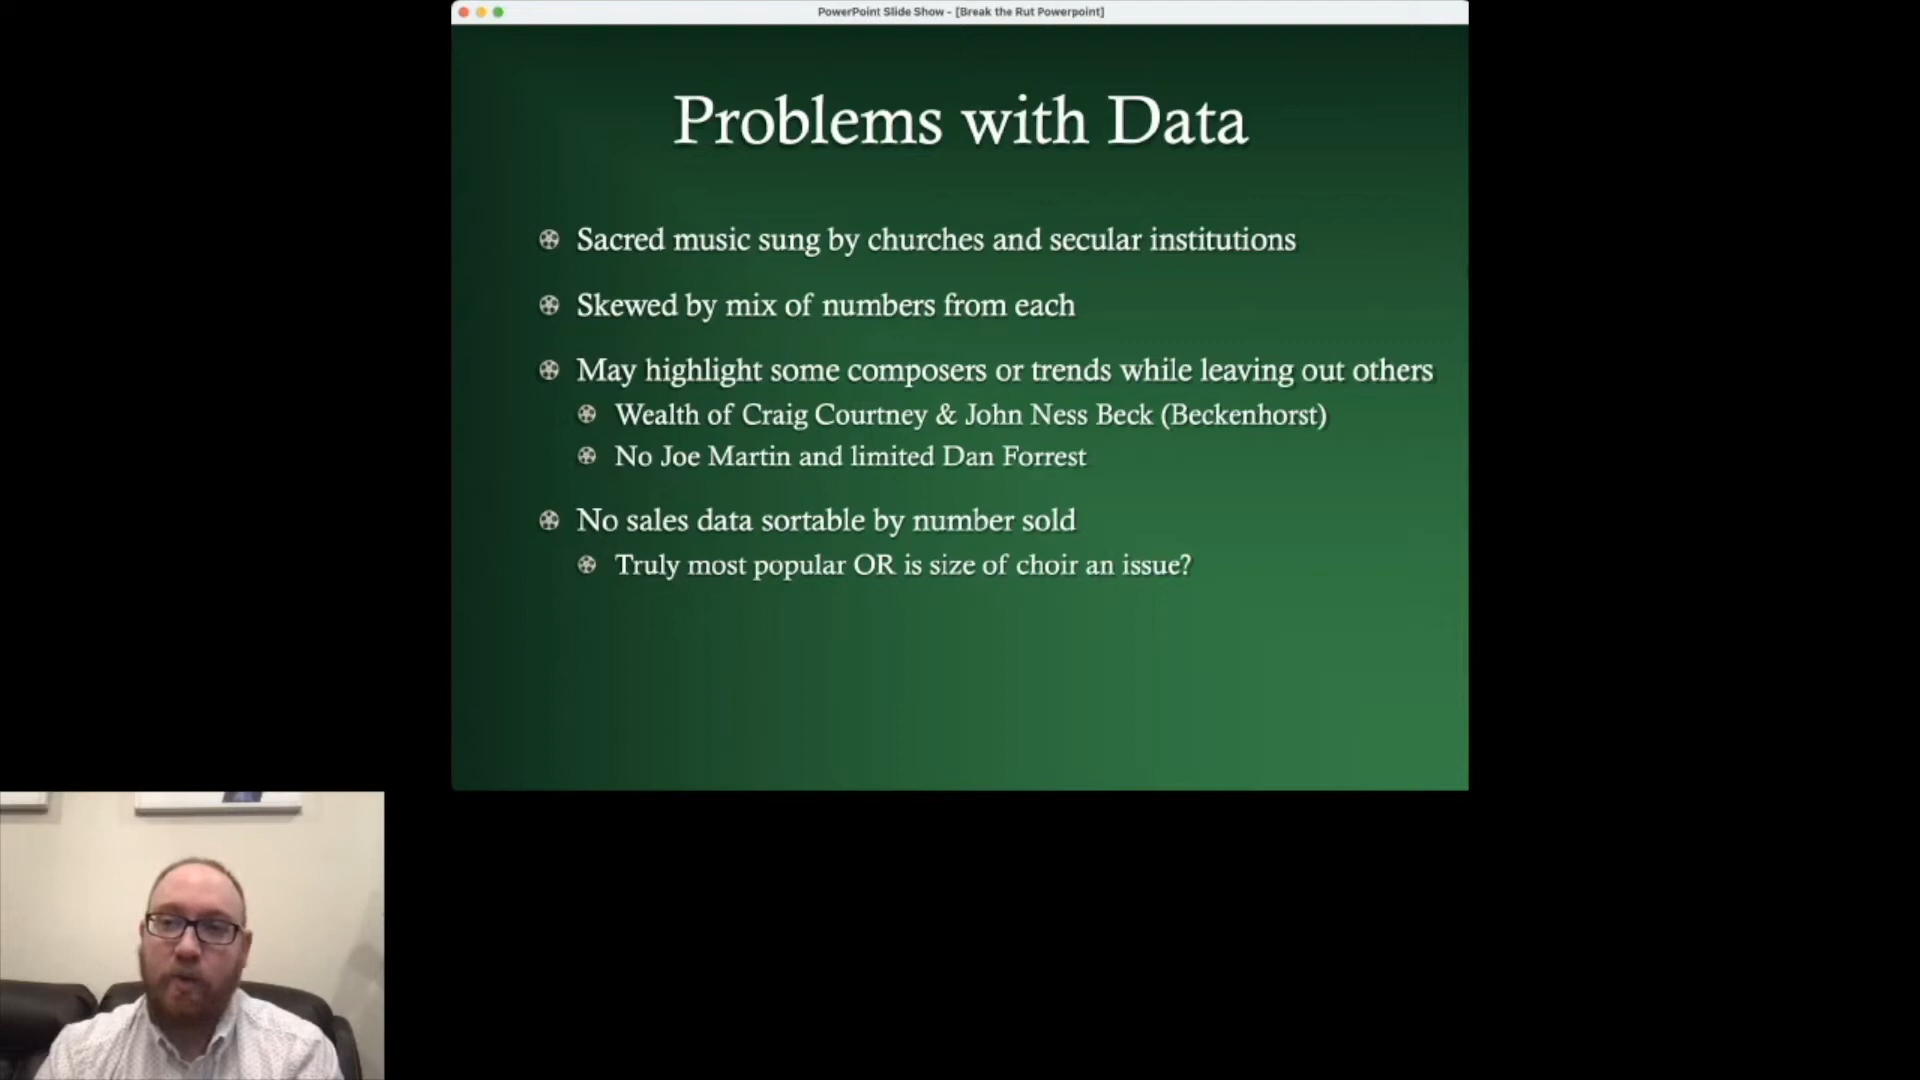 PowerPoint Slide Show - [Break the Rut Powerpoint]
Problems with Data
Sacred music sung by churches and secular institutions
Skewed by mix of numbers from each
May highlight some composers or trends while leaving out others
Wealth of Craig Courtney & John Ness Beck (Beckenhorst)
No Joe Martin and limited Dan Forrest
No sales data sortable by number sold
Truly most popular OR is size of choir an issue?